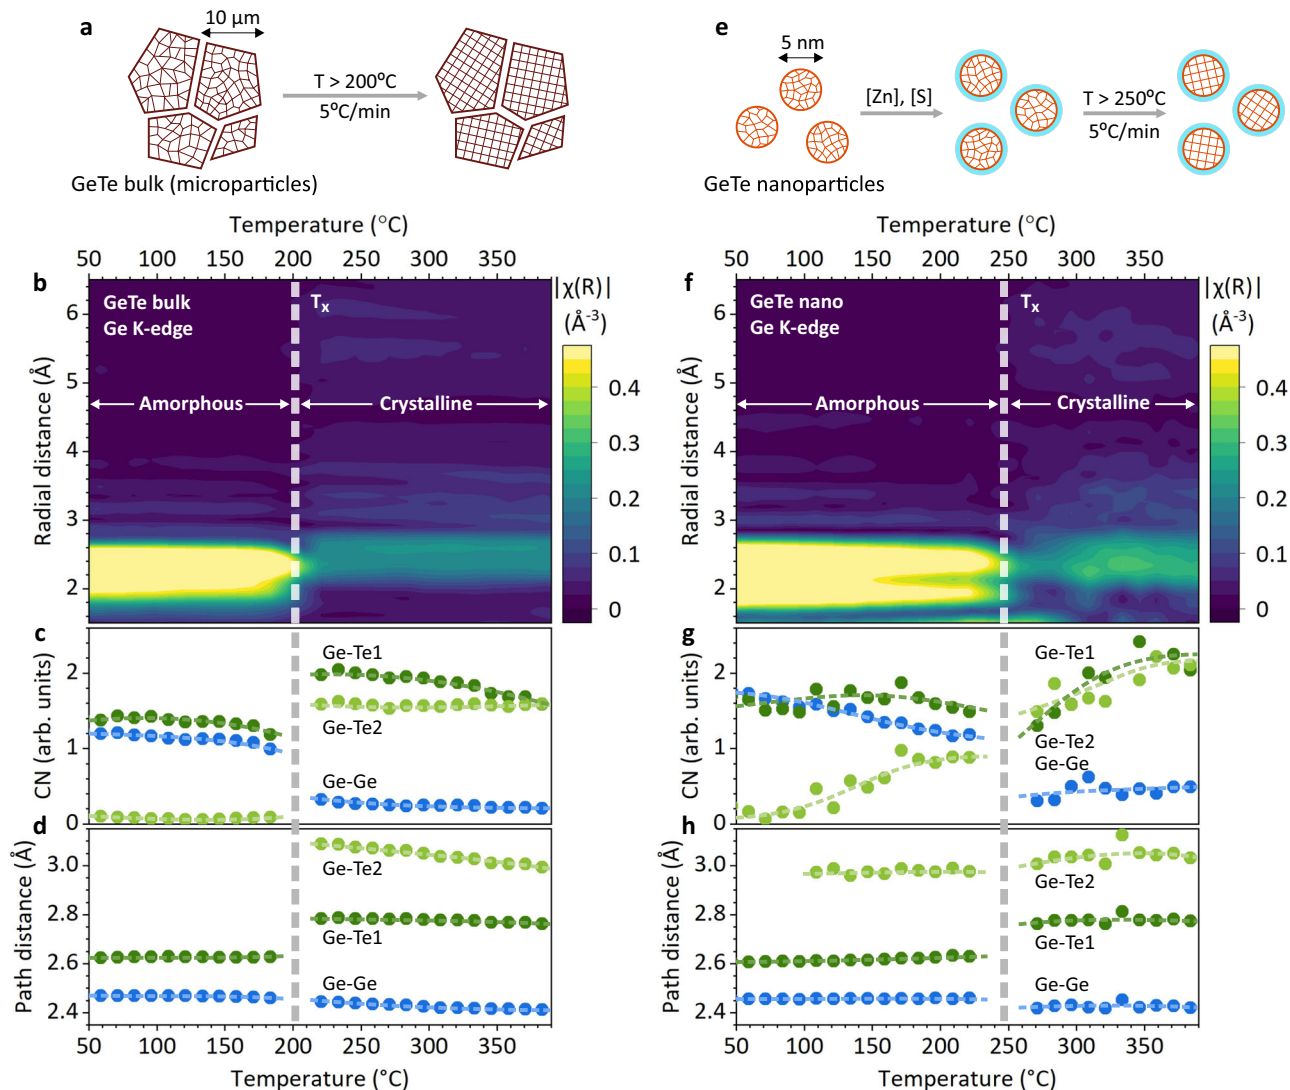 a
10 µm
T > 200°C
5°C/min
GeTe bulk (microparticles)
e
5 nm
[Zn], [S]
T > 250°C
5°C/min
GeTe nanoparticles
Temperature (°C)
50 100 150 200 250 300 350
b
GeTe bulk
Ge K-edge
Tx
Amorphous
Crystalline
Radial distance (Å)
6
5
4
3
2
|χ(R)|
(Å⁻³)
0.4
0.3
0.2
0.1
0
c
Ge-Te1
Ge-Te2
Ge-Ge
CN (arb. units)
2
1
0
d
Ge-Te2
Ge-Te1
Ge-Ge
Path distance (Å)
3.0
2.8
2.6
2.4
50 100 150 200 250 300 350
Temperature (°C)
Temperature (°C)
50 100 150 200 250 300 350
f
GeTe nano
Ge K-edge
Tx
Amorphous
Crystalline
Radial distance (Å)
6
5
4
3
2
|χ(R)|
(Å⁻³)
0.4
0.3
0.2
0.1
0
g
Ge-Te1
Ge-Te2
Ge-Ge
CN (arb. units)
2
1
0
h
Ge-Te2
Ge-Te1
Ge-Ge
Path distance (Å)
3.0
2.8
2.6
2.4
50 100 150 200 250 300 350
Temperature (°C)